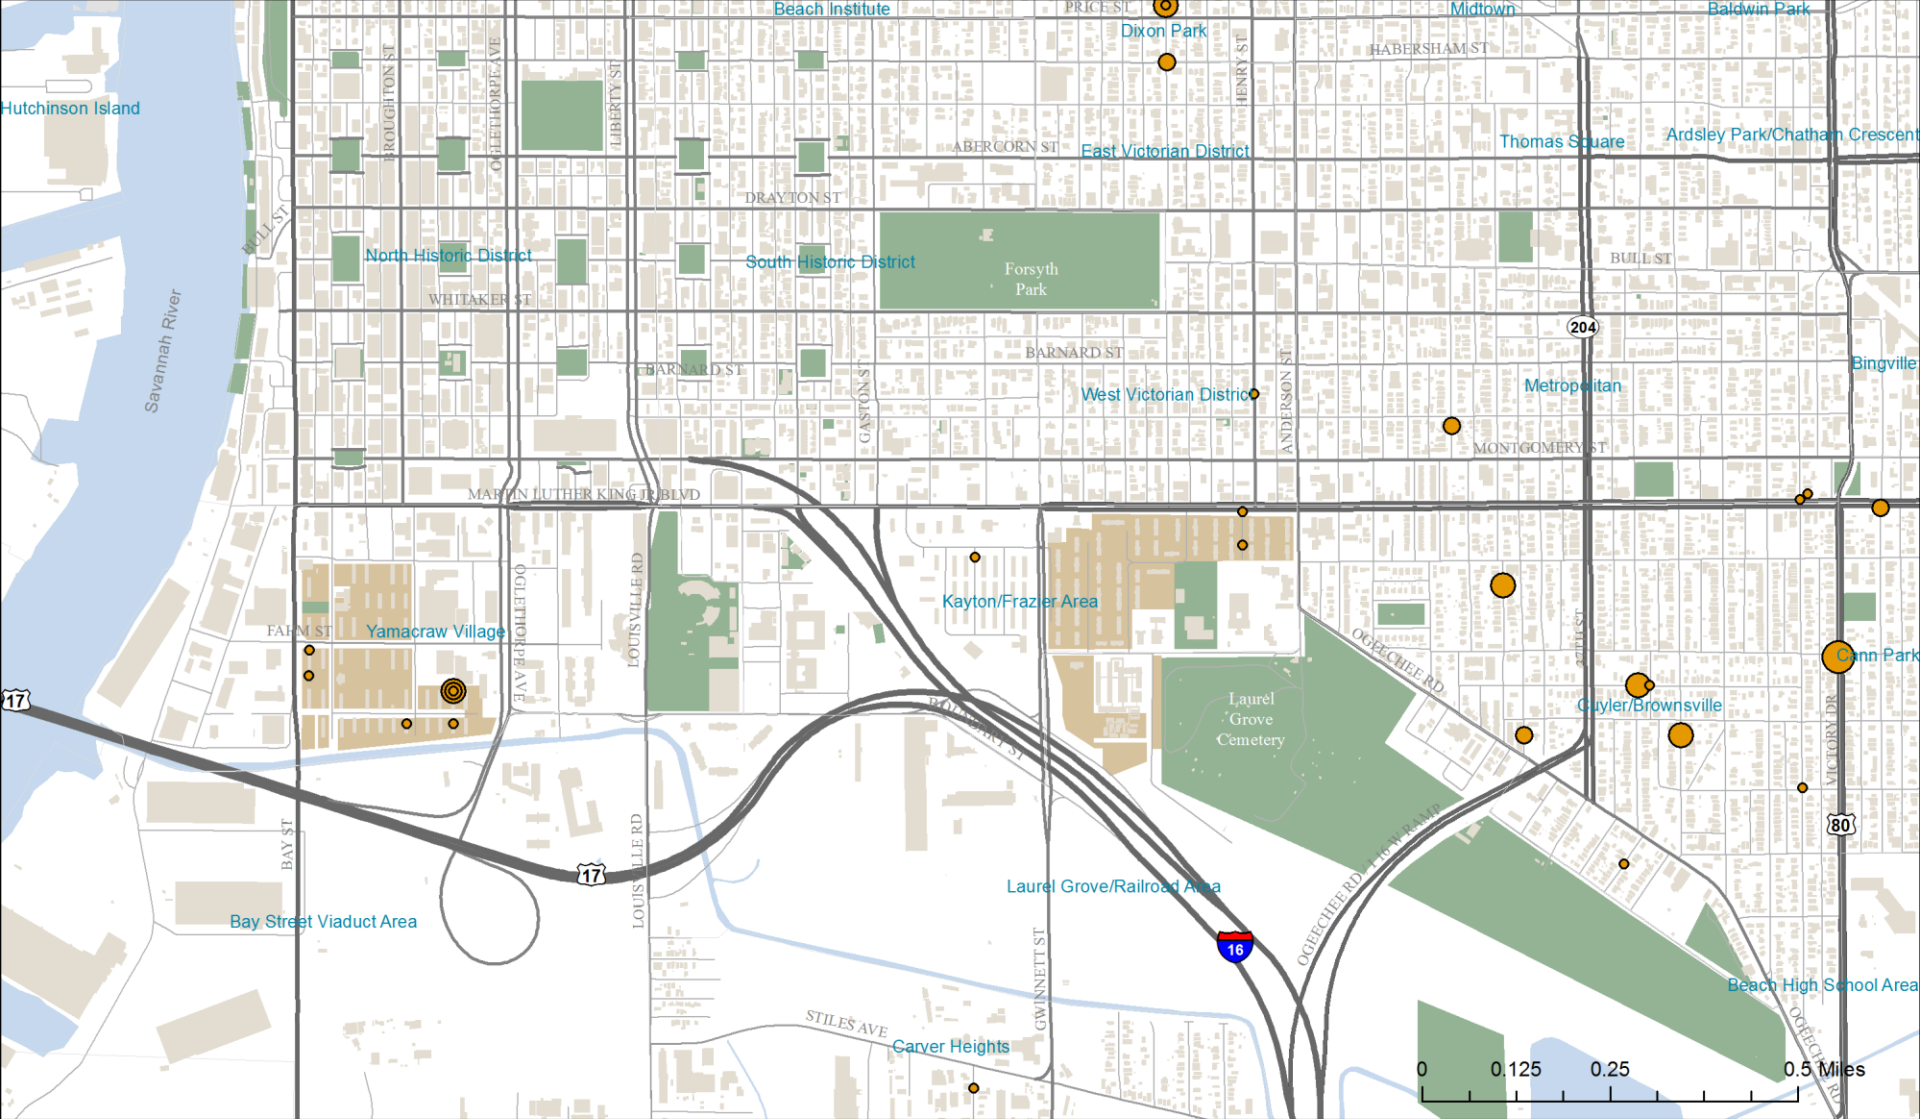 Beach Institute
PRICE ST
Midtown
Baldwin Park
Dixon Park
HABERSHAM ST
BROUGHTON ST
OGLETHORPE AVE
LIBERTY ST
HENRY ST
Hutchinson Island
Thomas Square
Ardsley Park/Chatham Crescent
ABERCORN ST
East Victorian District
DRAYTON ST
BULL ST
North Historic District
South Historic District
BULL ST
Forsyth
Park
WHITAKER ST
Savannah River
204
BARNARD ST
BARNARD ST
Bingville
GASTON ST
ANDERSON ST
West Victorian District
Metropolitan
MONTGOMERY ST
MARTIN LUTHER KING JR BLVD
OGLETHORPE AVE
LOUISVILLE RD
Kayton/Frazier Area
FARM ST
Yamacraw Village
37TH ST
OGEECHEE RD
Cann Park
17
Laurel
Grove
Cemetery
Cuyler/Brownsville
BOUNDARY ST
VICTORY DR
80
BAY ST
LOUISVILLE RD
17
OGEECHEE RD / I 16 W RAMP
Laurel Grove/Railroad Area
Bay Street Viaduct Area
16
GWINNETT ST
Beach High School Area
STILES AVE
Carver Heights
OGEECHEE RD
0 0.125 0.25 0.5 Miles